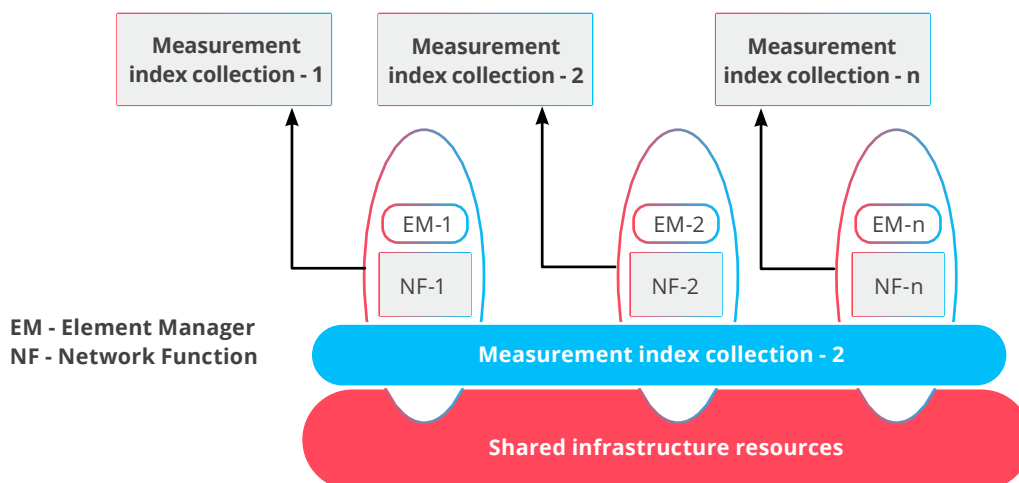 Measurement
index collection - 1
Measurement
index collection - 2
Measurement
index collection - n
EM-1
EM-2
EM-n
NF-1
NF-2
NF-n
EM - Element Manager
NF - Network Function
Measurement index collection - 2
Shared infrastructure resources